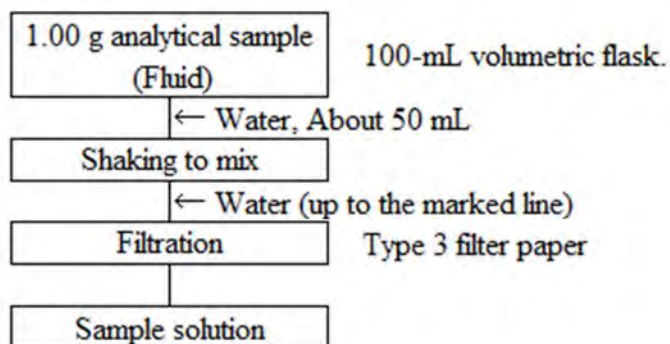 1.00 g analytical sample
(Fluid)
100-mL volumetric flask.
← Water, About 50 mL
Shaking to mix
← Water (up to the marked line)
Filtration
Type 3 filter paper
Sample solution